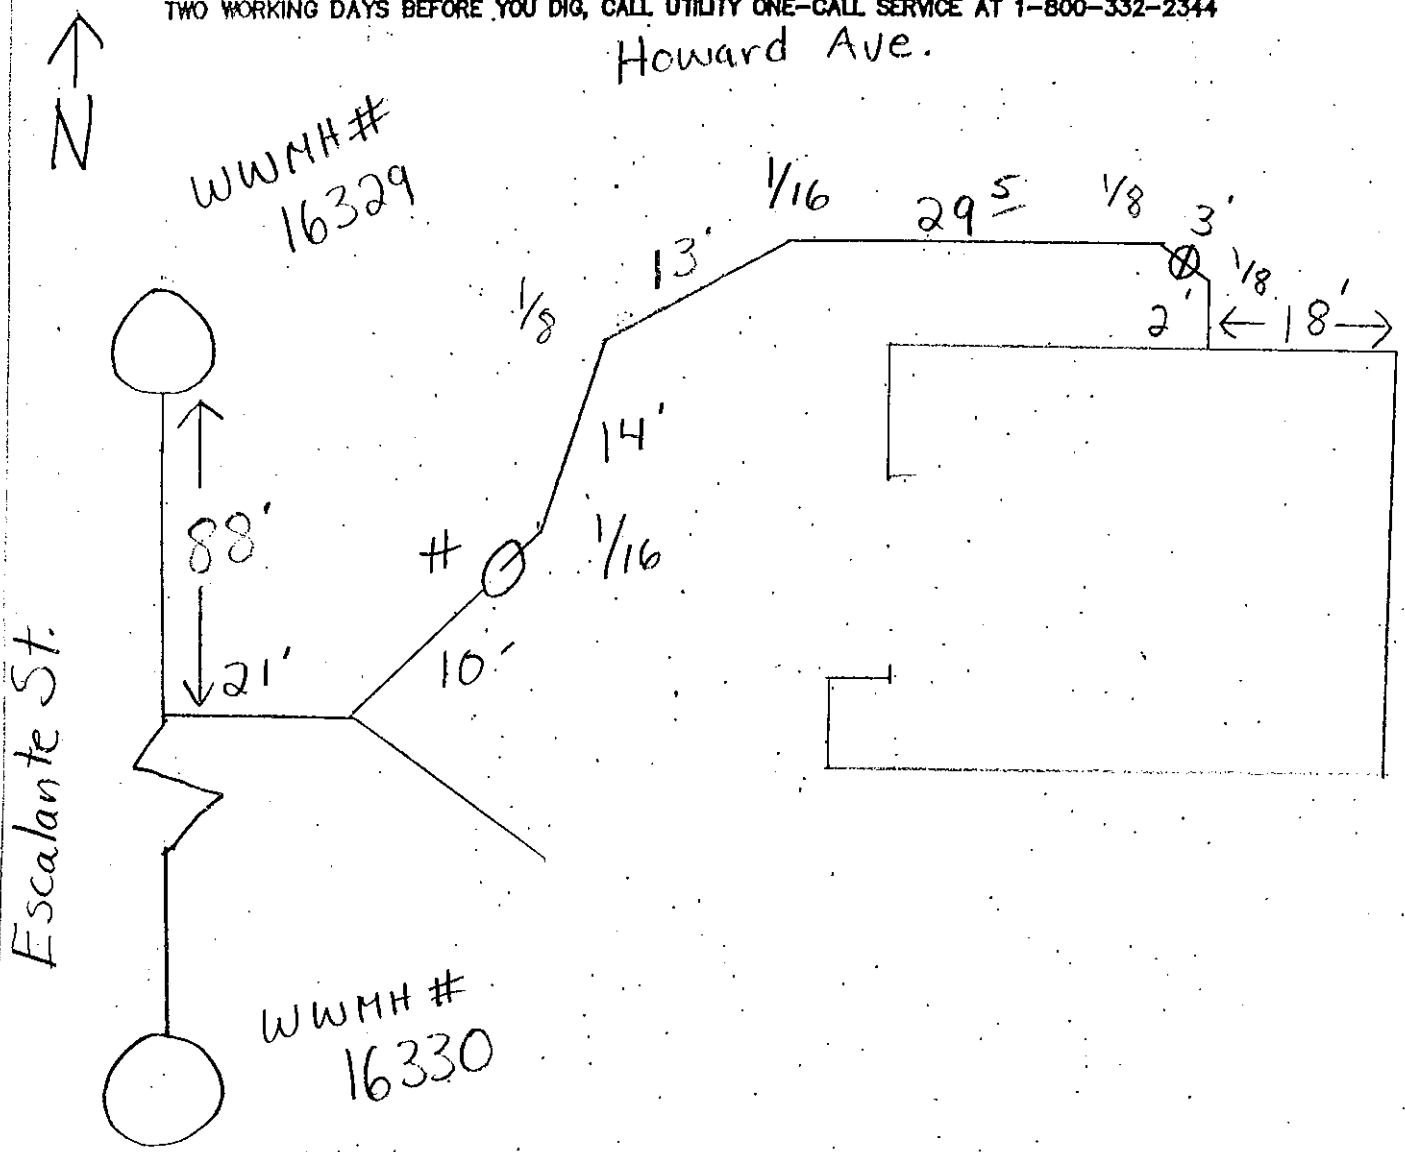 TWO WORKING DAYS BEFORE YOU DIG, CALL UTILITY ONE-CALL SERVICE AT 1-800-332-2344
Howard Ave.
N
WWMH#
16329
1/16
29 5
1/8
3'
13'
1/8
1/8
2'
18'
14'
88'
#
1/16
21'
10'
Escalante St.
WWMH #
16330